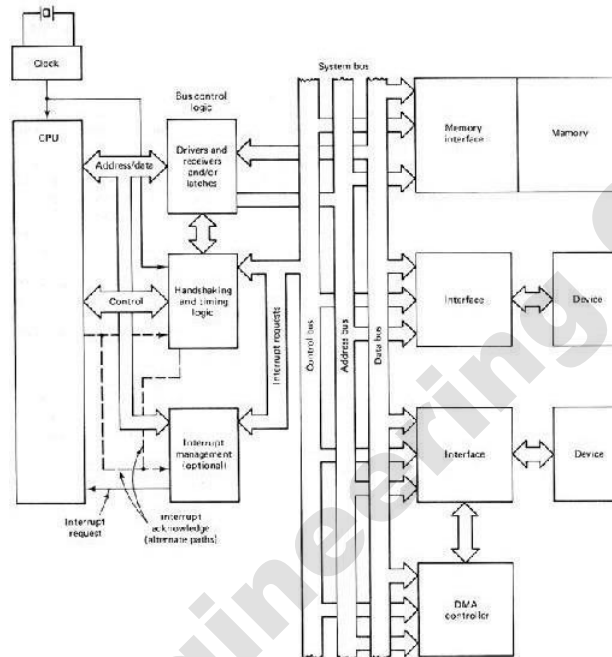 Clock
CPU
System bus
Bus control
logic
Drivers and
receivers
and/or
latches
Address/data
Memory
interface
Memory
Handshaking
and timing
logic
Control
Interrupt requests
Control bus
Address bus
Data bus
Interface
Device
Interrupt
management
(optional)
Interface
Device
Interrupt
request
Interrupt
acknowledge
(alternate paths)
DMA
controller
gineering